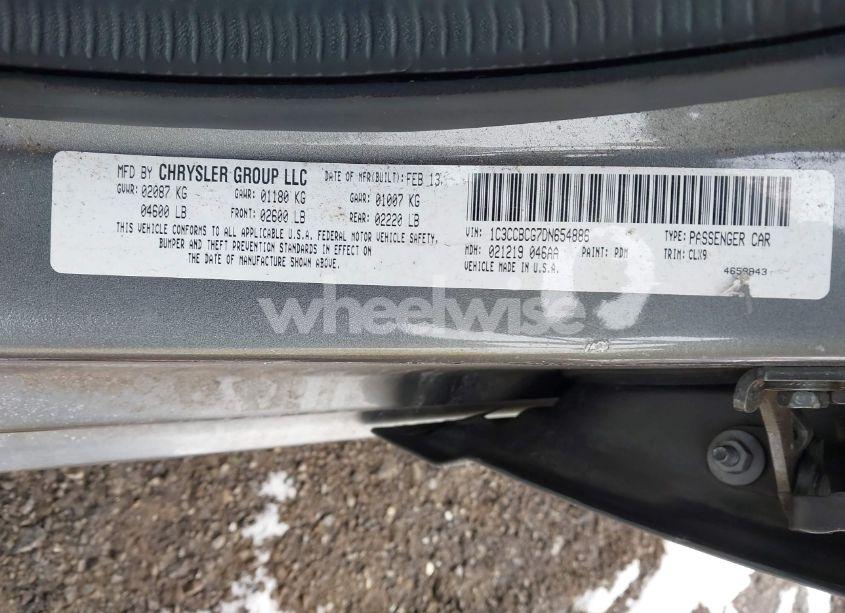 MFD BY CHRYSLER GROUP LLC DATE OF MFR(BUILT): FEB 13
GVWR: 02087 KG GAWR: 01180 KG GAWR: 01007 KG
04600 LB FRONT: 02600 LB REAR: 02220 LB
THIS VEHICLE CONFORMS TO ALL APPLICABLE U.S.A. FEDERAL MOTOR VEHICLE SAFETY,
BUMPER AND THEFT PREVENTION STANDARDS IN EFFECT ON
THE DATE OF MANUFACTURE SHOWN ABOVE.
VIN: 1C3CCBCG7DN654886 TYPE: PASSENGER CAR
MDH: 021219 046AA PAINT: PDM TRIM: CLX9
VEHICLE MADE IN U.S.A.
wheelwise